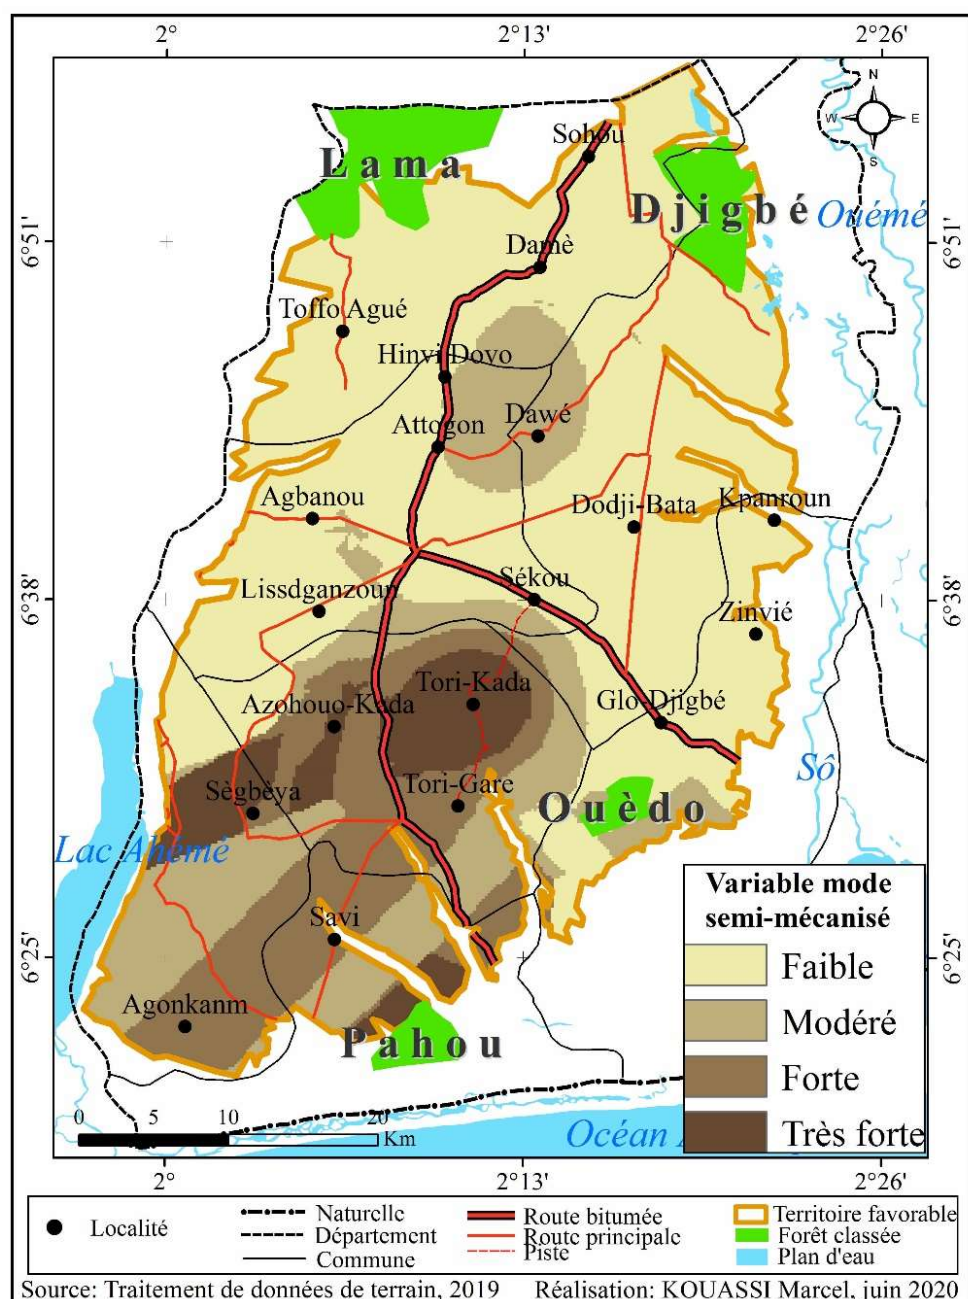 2° 2°13' 2°26'
N
W E
S
Sohou
Lama
Djigbé
Ouémé
6°51' 6°51'
Damè
Toffo Agué
Hinvi Dovo
Attogon
Dawé
Agbanou
Dodji-Bata
Kpanroun
Sékou
Lissdganzoun
6°38' 6°38'
Zinvié
Tori-Kada
Azohouo-Kada
Glo-Djigbé
Sô
Tori-Gare
Sègbèya
Ouèdo
Lac Ahémé
Variable mode
semi-mécanisé
Savi
6°25' 6°25'
Faible
Agonkanm
Modéré
Pahou
Forte
0 5 10 20
Km
Océan
Très forte
2° 2°13' 2°26'
Localité
Naturelle
Département
Commune
Route bitumée
Route principale
Piste
Territoire favorable
Forêt classée
Plan d'eau
Source: Traitement de données de terrain, 2019 Réalisation: KOUASSI Marcel, juin 2020